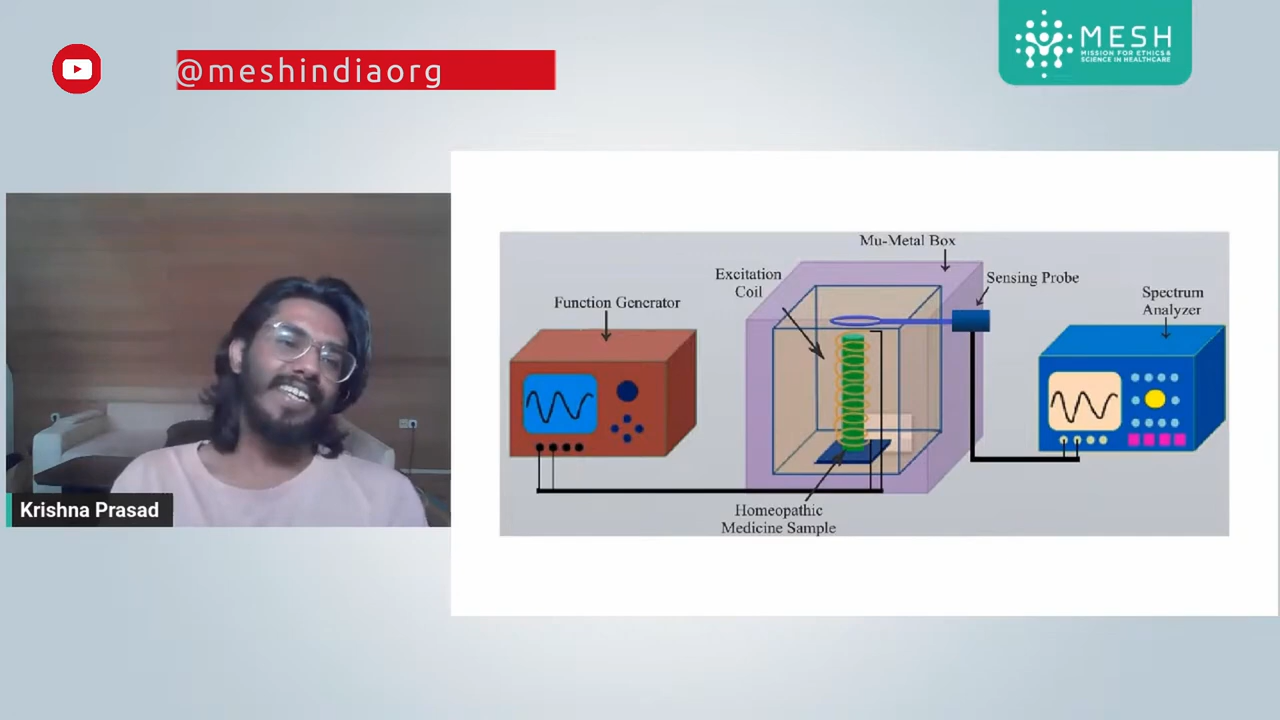 @meshindiaorg
MESH
MISSION FOR ETHICS &
SCIENCE IN HEALTHCARE
Krishna Prasad
Mu-Metal Box
Excitation
Coil
Sensing Probe
Function Generator
Spectrum
Analyzer
Homeopathic
Medicine Sample